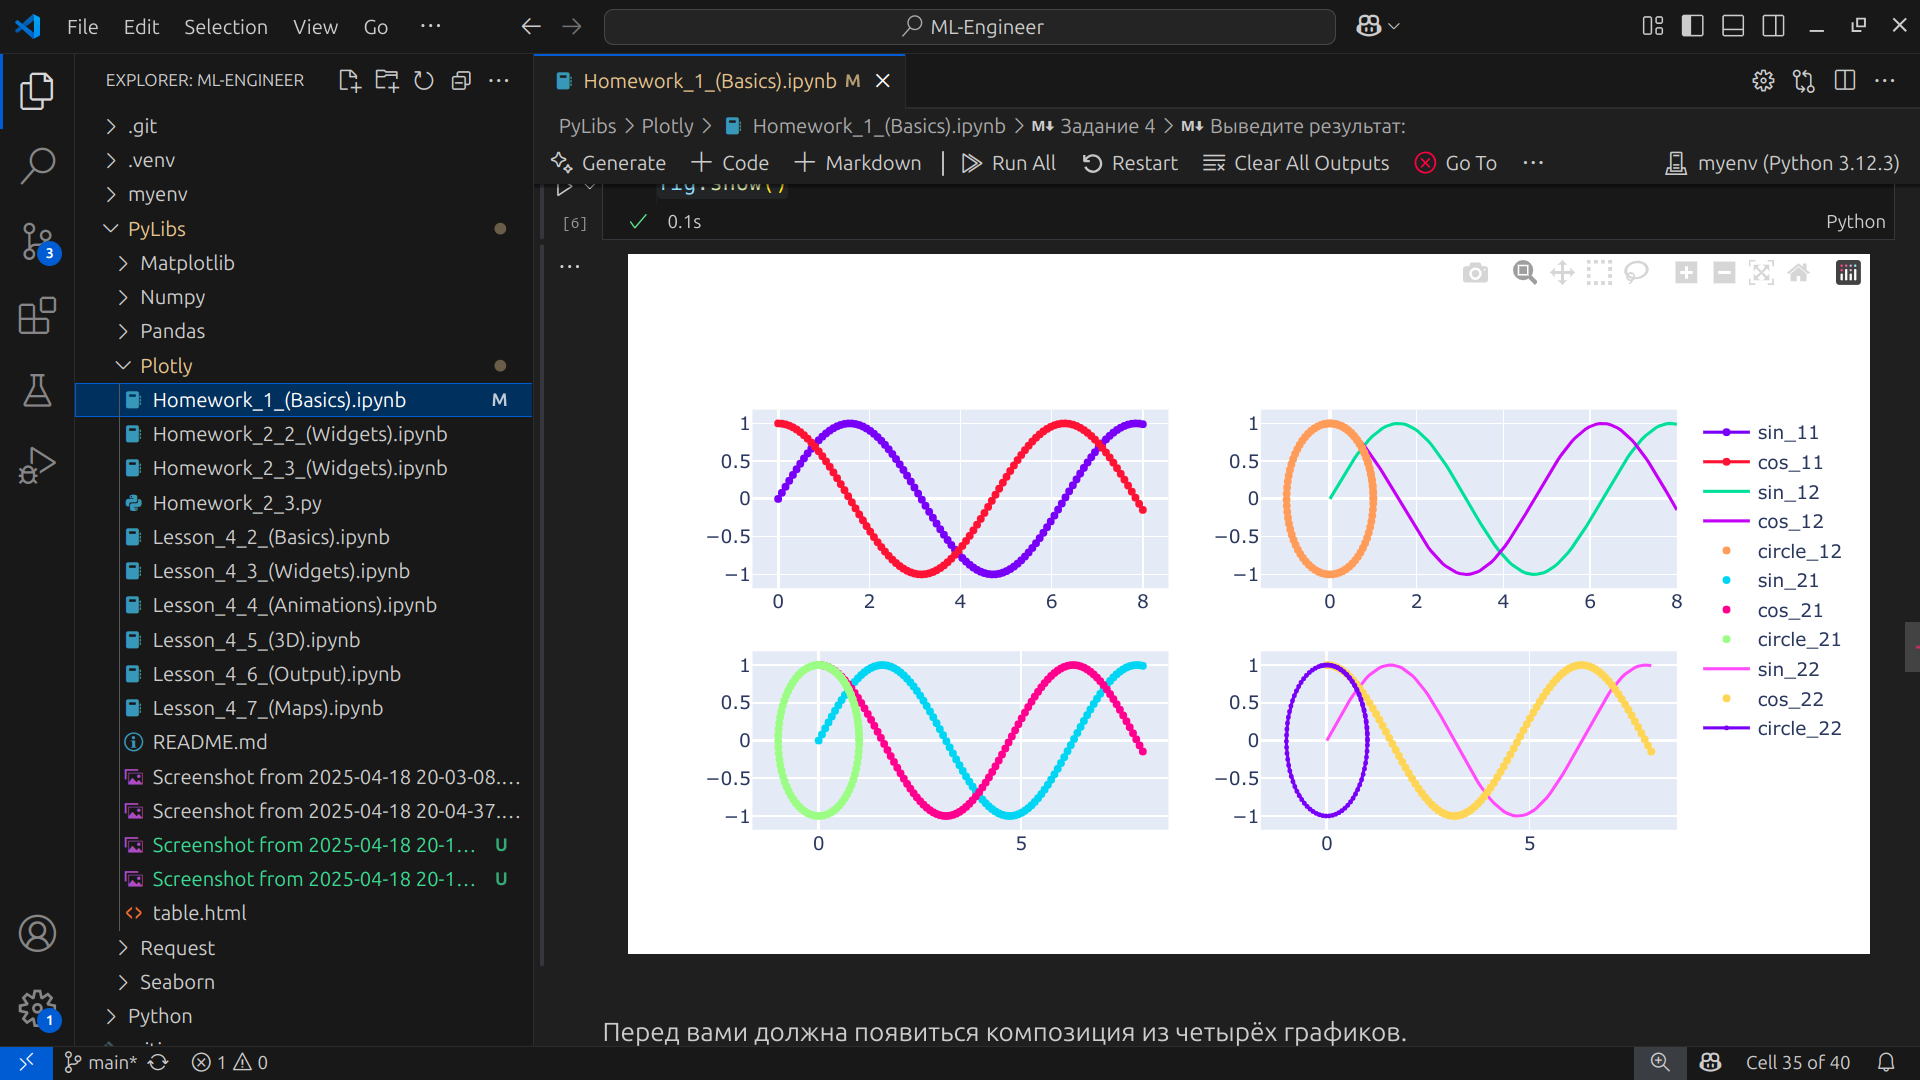 File Edit Selection View Go ··· ML-Engineer
EXPLORER: ML-ENGINEER ···
.git
.venv
myenv
PyLibs
Matplotlib
Numpy
Pandas
Plotly
Homework_1_(Basics).ipynb M
Homework_2_2_(Widgets).ipynb
Homework_2_3_(Widgets).ipynb
Homework_2_3.py
Lesson_4_2_(Basics).ipynb
Lesson_4_3_(Widgets).ipynb
Lesson_4_4_(Animations).ipynb
Lesson_4_5_(3D).ipynb
Lesson_4_6_(Output).ipynb
Lesson_4_7_(Maps).ipynb
README.md
Screenshot from 2025-04-18 20-03-08....
Screenshot from 2025-04-18 20-04-37....
Screenshot from 2025-04-18 20-1... U
Screenshot from 2025-04-18 20-1... U
table.html
Request
Seaborn
Python
3
1
Homework_1_(Basics).ipynb M
PyLibs > Plotly > Homework_1_(Basics).ipynb > M↓ Задание 4 > M↓ Выведите результат:
Generate + Code + Markdown | Run All Restart Clear All Outputs Go To ··· myenv (Python 3.12.3)
fig.show()
[6] 0.1s Python
1
0.5
0
−0.5
−1
0 2 4 6 8
1
0.5
0
−0.5
−1
0 2 4 6 8
1
0.5
0
−0.5
−1
0 5
1
0.5
0
−0.5
−1
0 5
sin_11
cos_11
sin_12
cos_12
circle_12
sin_21
cos_21
circle_21
sin_22
cos_22
circle_22
Перед вами должна появиться композиция из четырёх графиков.
main* 1 0 Cell 35 of 40